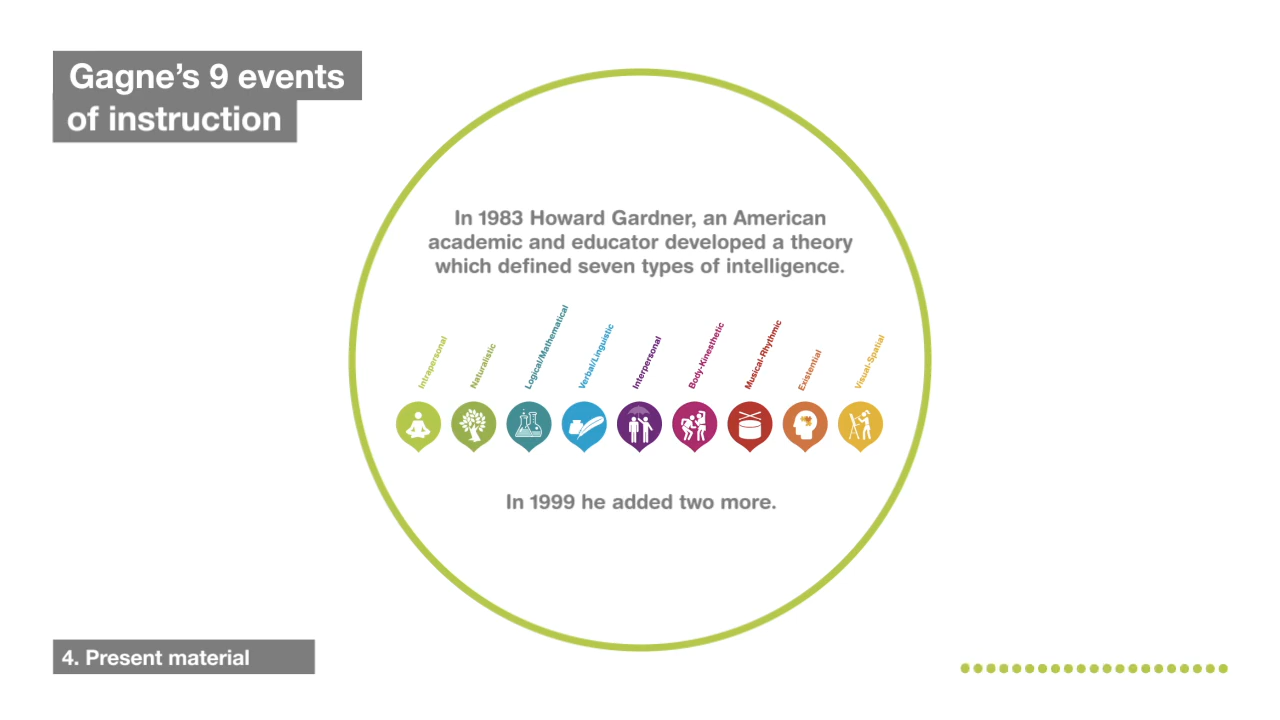 Gagne’s 9 events
of instruction
In 1983 Howard Gardner, an American
academic and educator developed a theory
which defined seven types of intelligence.
Intrapersonal
Naturalistic
Logical/Mathematical
Verbal/Linguistic
Interpersonal
Body-Kinesthetic
Musical-Rhythmic
Existential
Visual-Spatial
In 1999 he added two more.
4. Present material